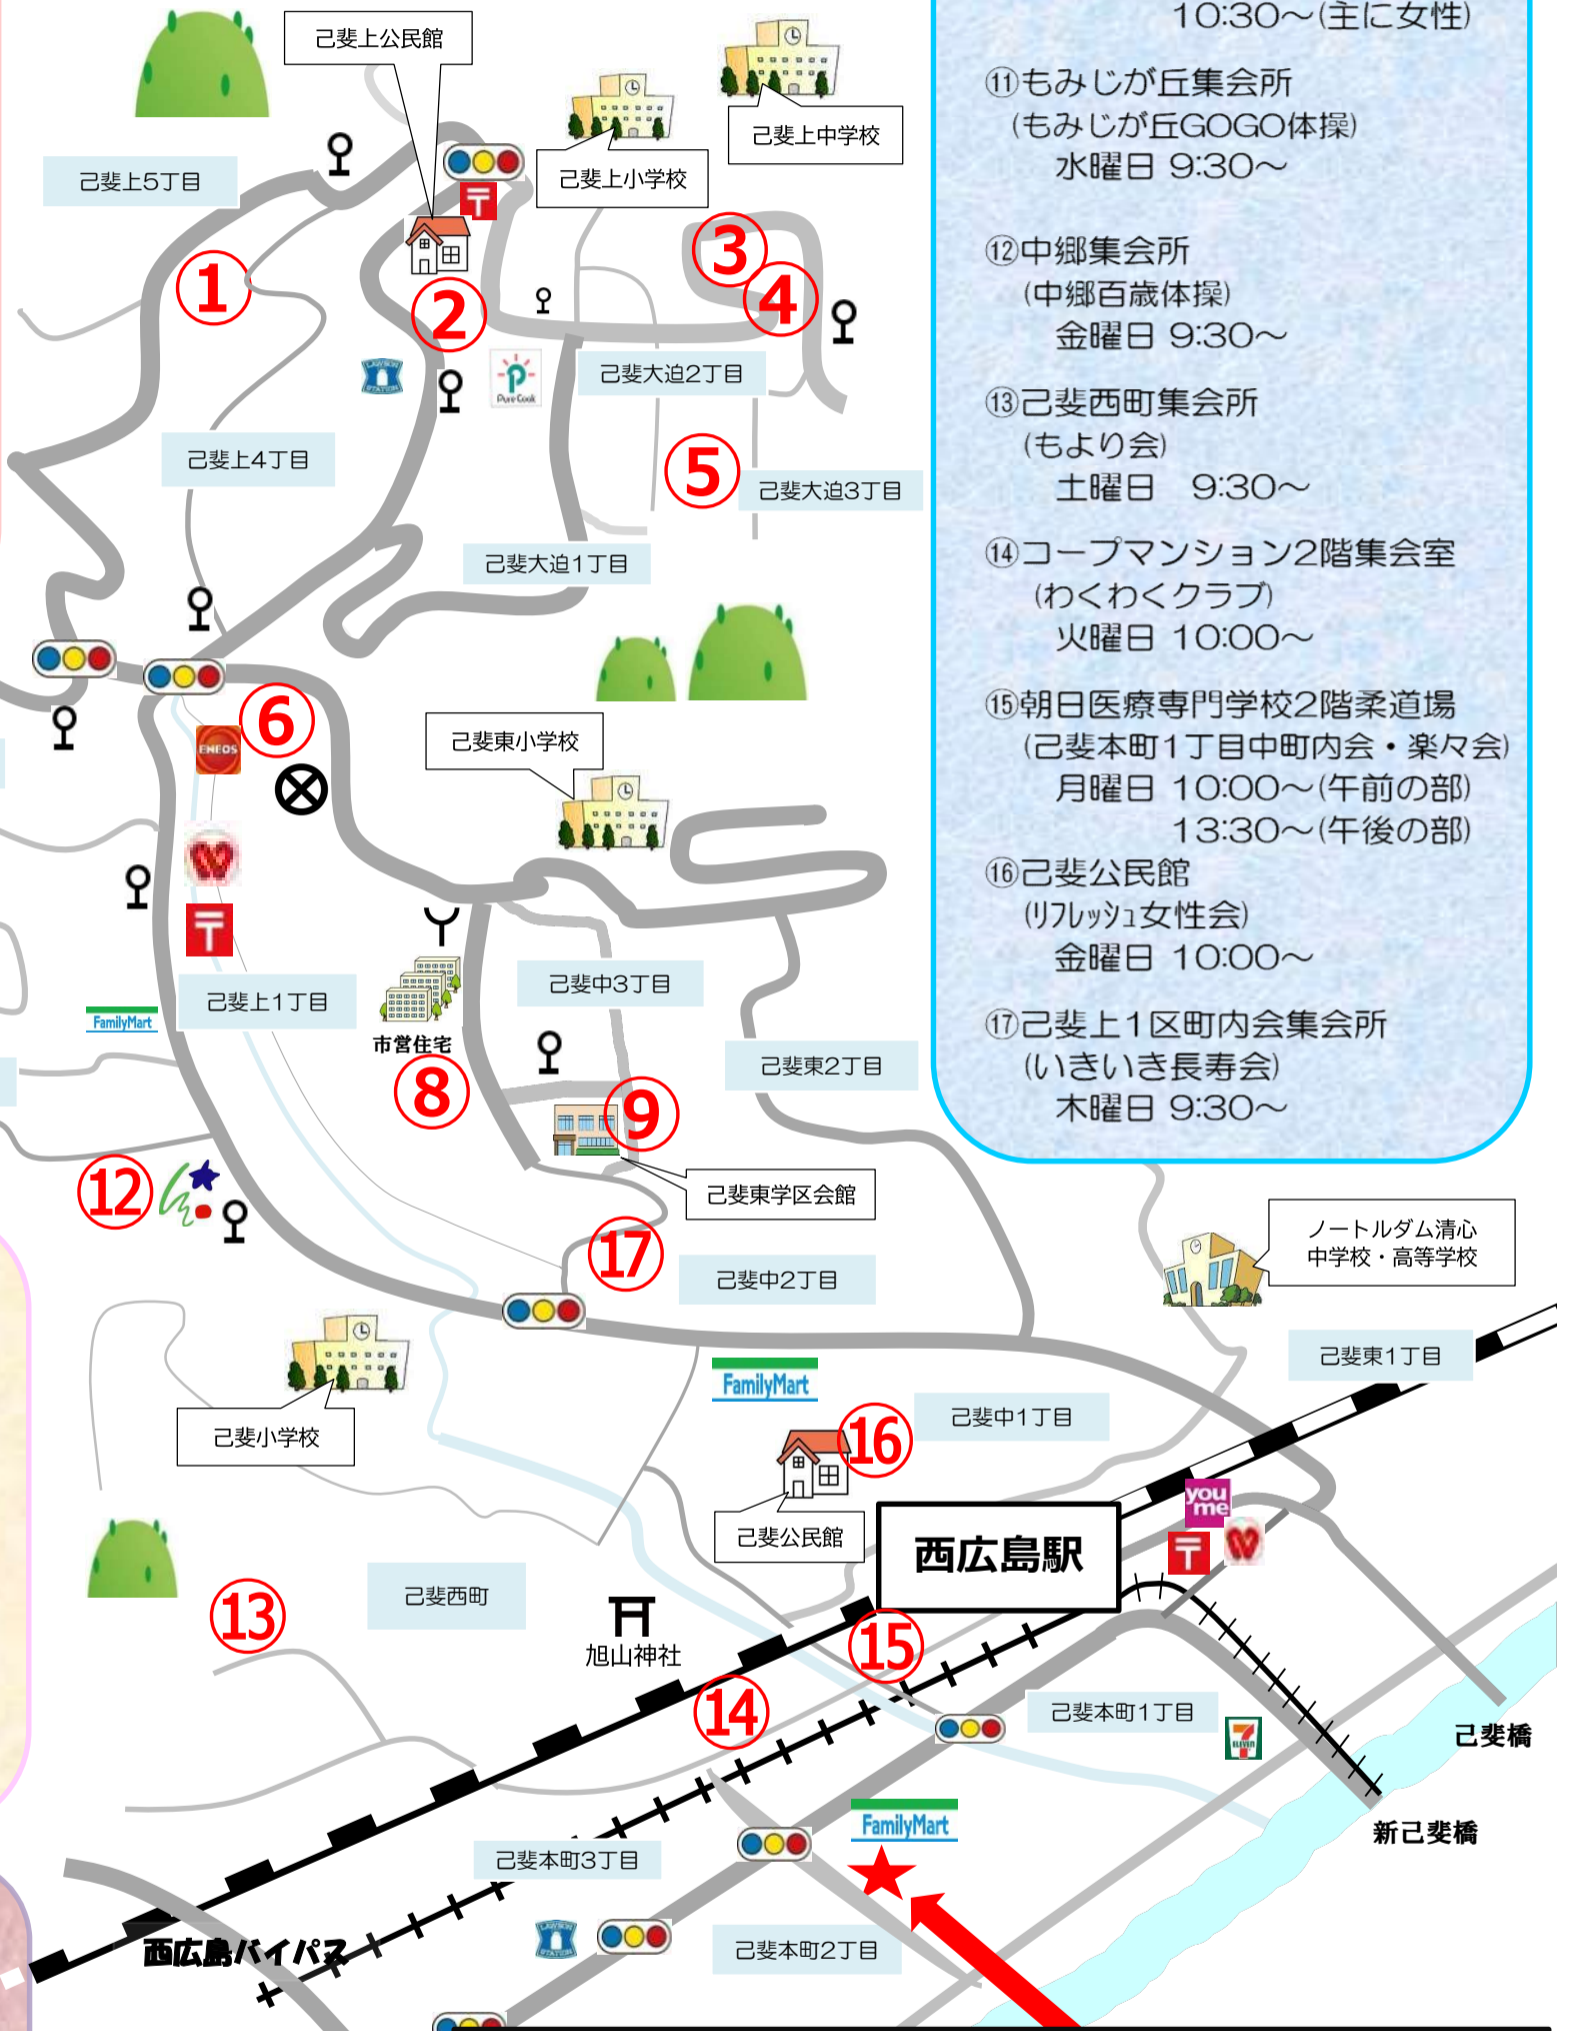 10:30～(主に女性)
⑪もみじが丘集会所
(もみじが丘GOGO体操)
水曜日 9:30～
⑫中郷集会所
(中郷百歳体操)
金曜日 9:30～
⑬己斐西町集会所
(もより会)
土曜日　9:30～
⑭コープマンション2階集会室
(わくわくクラブ)
火曜日 10:00～
⑮朝日医療専門学校2階柔道場
(己斐本町1丁目中町内会・楽々会)
月曜日 10:00～(午前の部)
13:30～(午後の部)
⑯己斐公民館
(ﾘﾌﾚｯｼｭ女性会)
金曜日 10:00～
⑰己斐上1区町内会集会所
(いきいき長寿会)
木曜日 9:30～
己斐上公民館
己斐上中学校
己斐上小学校
己斐上5丁目
〒
①
②
③
④
LAWSON
STATION
Pure Cook
己斐大迫2丁目
己斐上4丁目
⑤
己斐大迫3丁目
己斐大迫1丁目
⑥
ENEOS
己斐東小学校
〒
己斐上1丁目
FamilyMart
市営住宅
⑧
己斐中3丁目
己斐東2丁目
⑨
己斐東学区会館
⑫
⑰
己斐中2丁目
ノートルダム清心
中学校・高等学校
己斐東1丁目
己斐小学校
FamilyMart
己斐中1丁目
⑯
己斐公民館
西広島駅
you
me
〒
⑬
己斐西町
旭山神社
⑮
⑭
己斐本町1丁目
7
ELEVEN
己斐橋
新己斐橋
FamilyMart
己斐本町3丁目
LAWSON
STATION
己斐本町2丁目
西広島バイパス